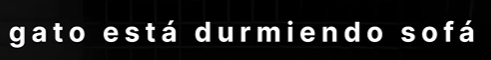 gato está durmiendo sofá